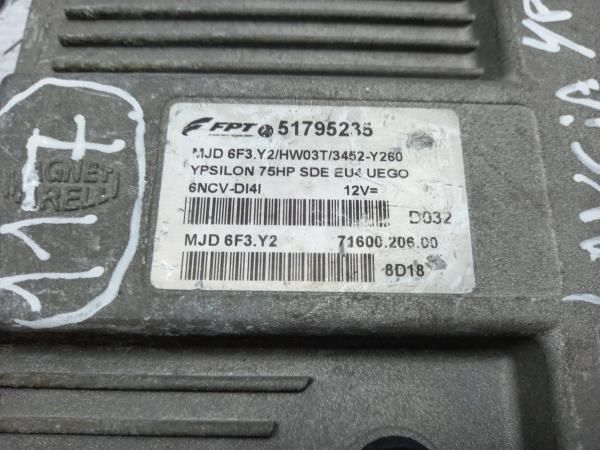 117
MAGNETI
MARELLI
FPT 51795235
MJD 6F3.Y2/HW03T/3452-Y260
YPSILON 75HP SDE EU4 UEGO
6NCV-DI4I 12V=
D032
MJD 6F3.Y2 71600.206.00
8D18